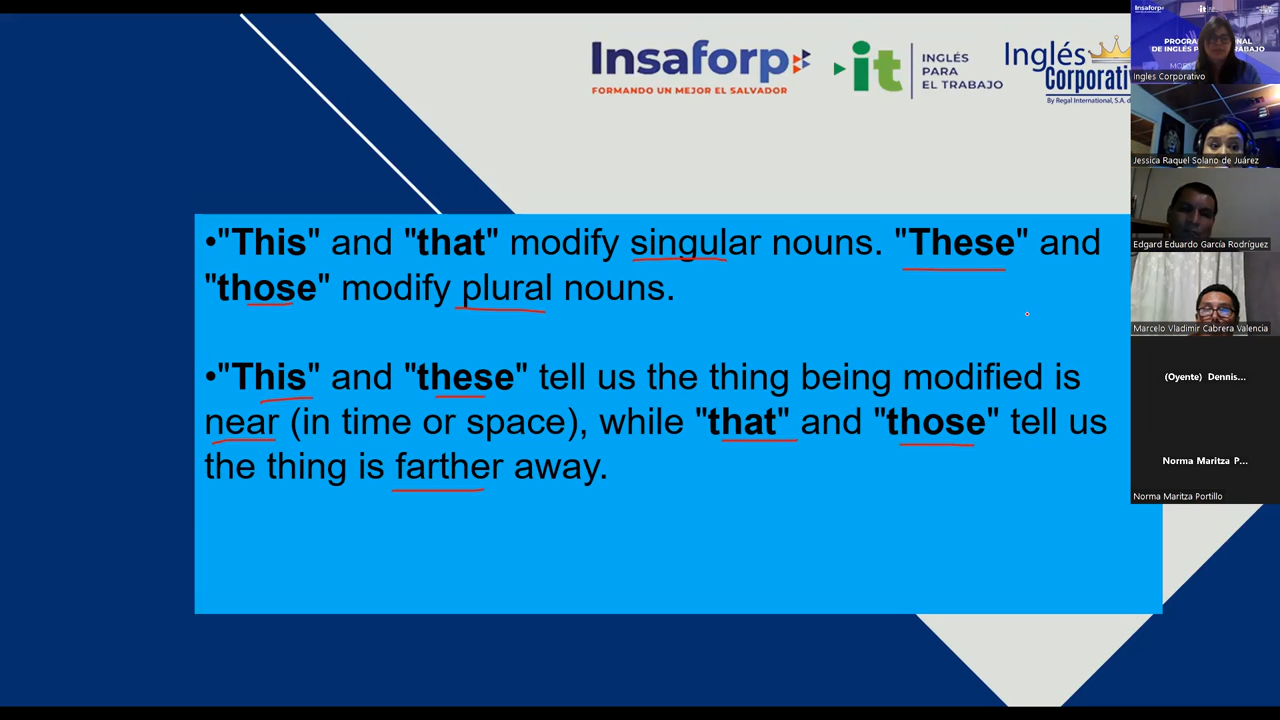 Insaforp
FORMANDO UN MEJOR EL SALVADOR
it
INGLÉS
PARA
EL TRABAJO
Inglés
Corporati
By Regal International, S.A. d
•"This" and "that" modify singular nouns. "These" and
"those" modify plural nouns.
•"This" and "these" tell us the thing being modified is
near (in time or space), while "that" and "those" tell us
the thing is farther away.
Insaforp
it
Ingles Corporativo
Jessica Raquel Solano de Juárez
Edgard Eduardo García Rodríguez
Marcelo Vladimir Cabrera Valencia
(Oyente) Dennis...
Norma Maritza P...
Norma Maritza Portillo